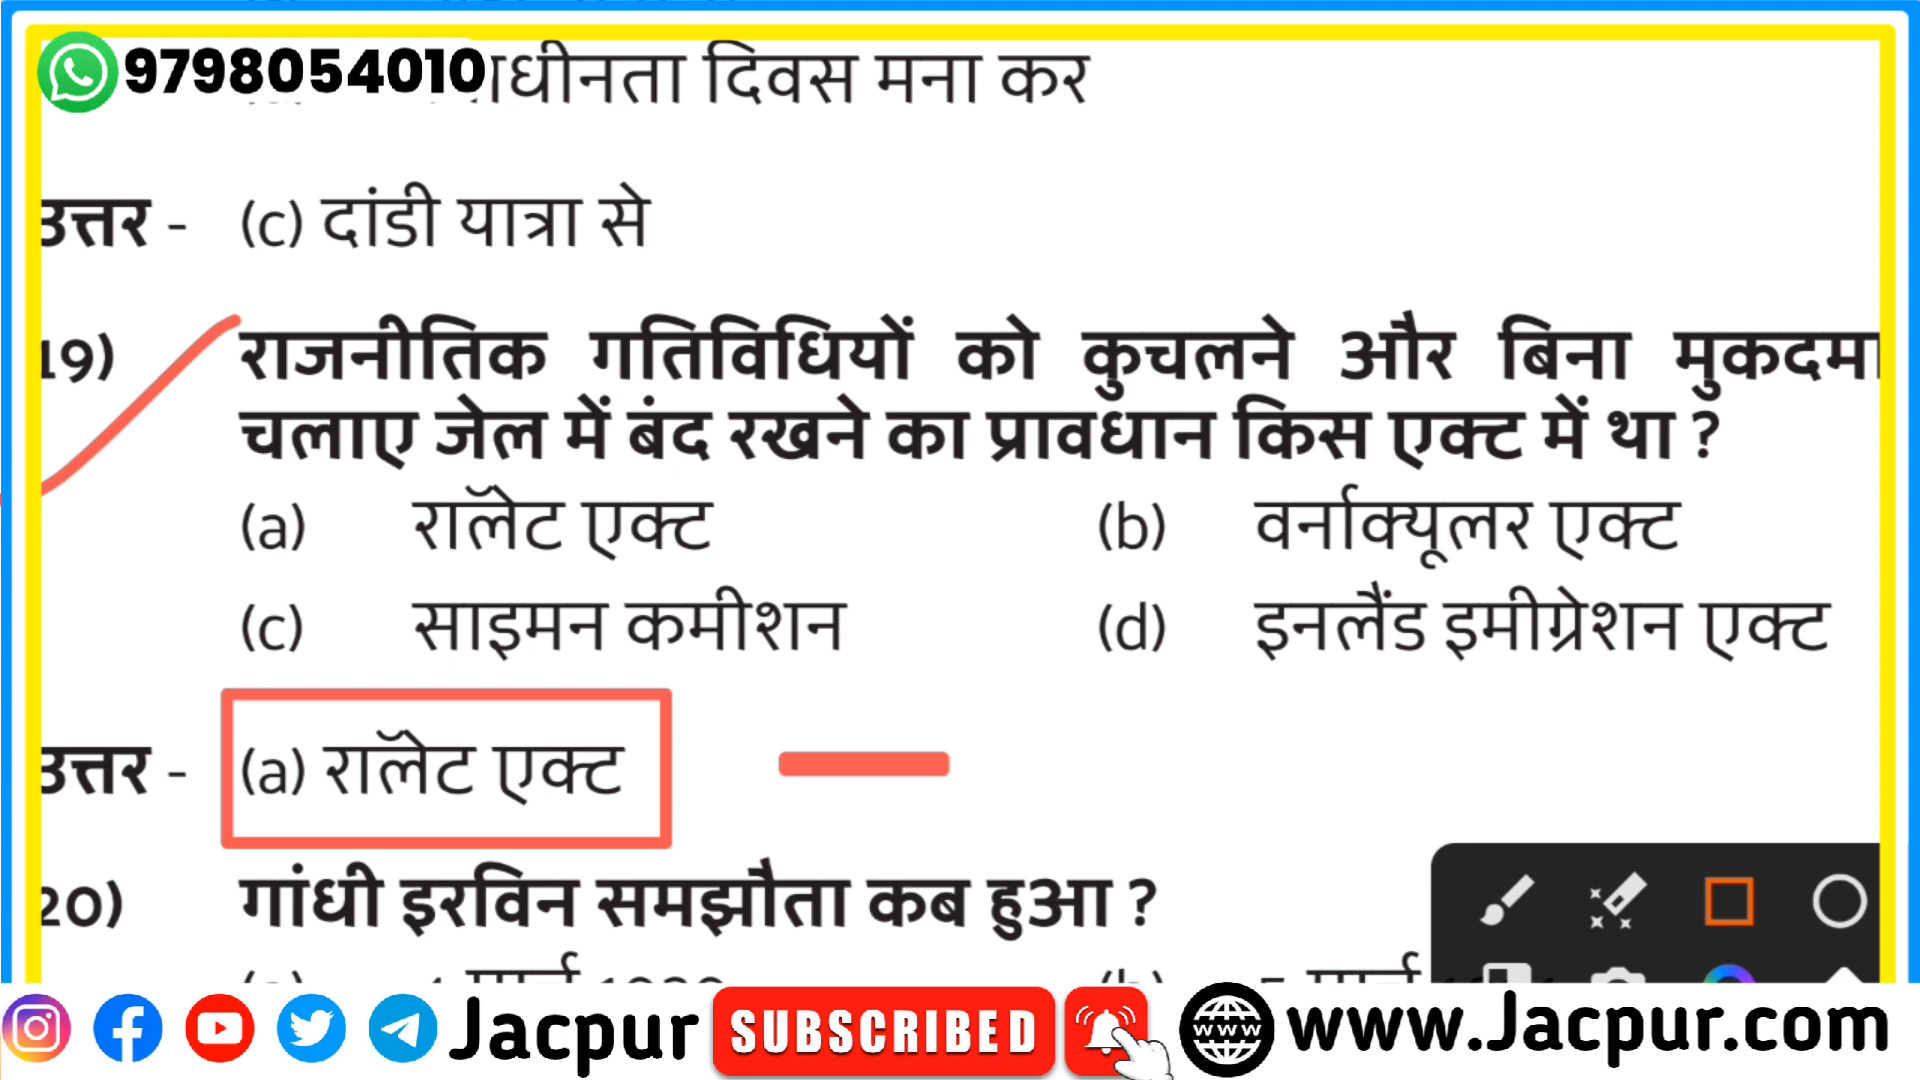 9798054010
ाधीनता दिवस मना कर
उत्तर - (c) दांडी यात्रा से
19) राजनीतिक गतिविधियों को कुचलने और बिना मुकदमा
चलाए जेल में बंद रखने का प्रावधान किस एक्ट में था ?
(a) रॉलेट एक्ट (b) वर्नाक्यूलर एक्ट
(c) साइमन कमीशन (d) इनलैंड इमीग्रेशन एक्ट
उत्तर - (a) रॉलेट एक्ट
20) गांधी इरविन समझौता कब हुआ ?
Jacpur SUBSCRIBED www www.Jacpur.com